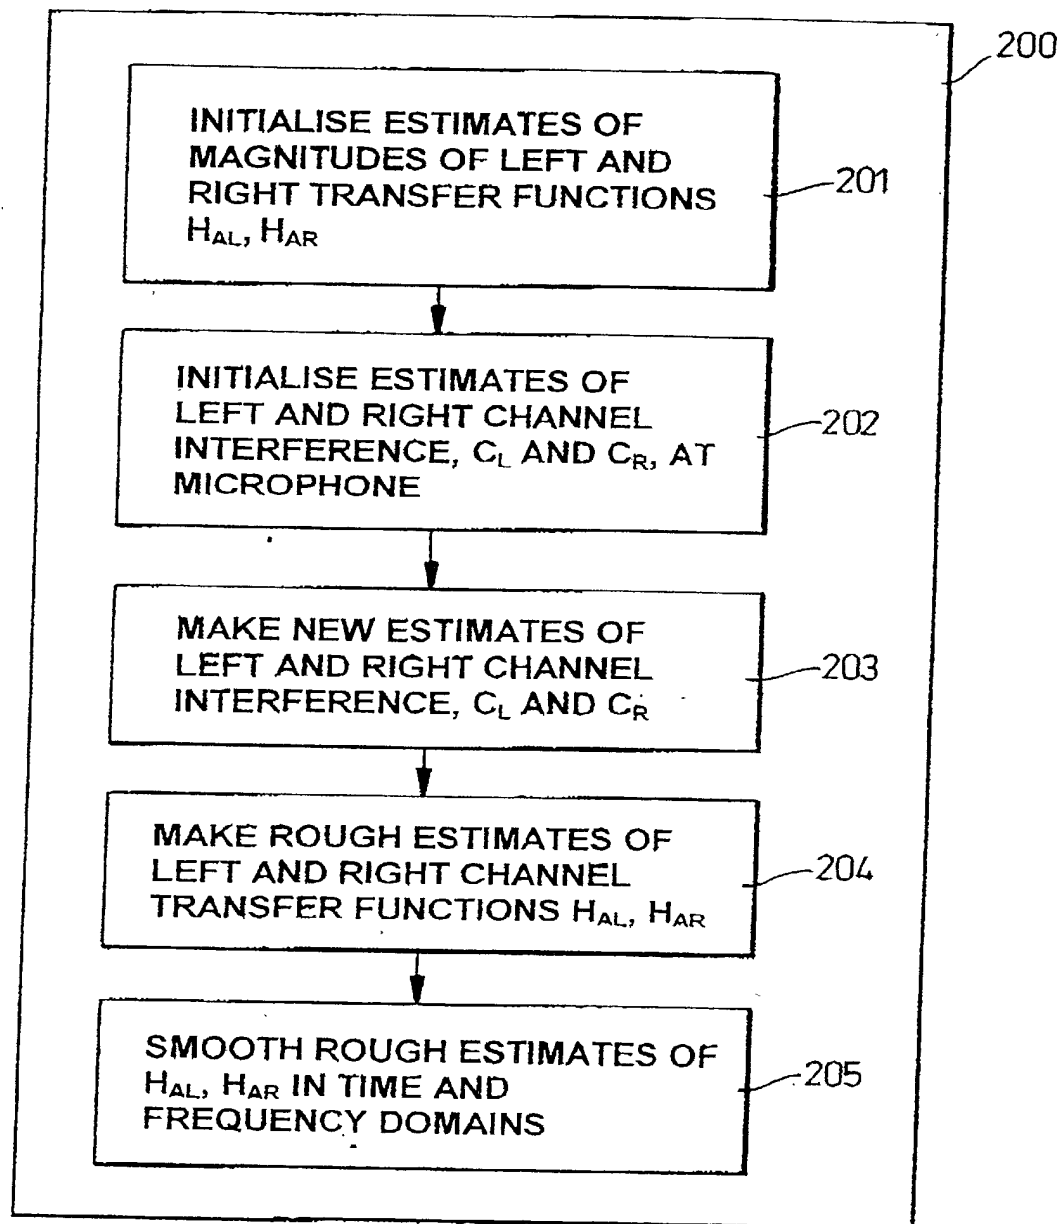 200
INITIALISE ESTIMATES OF
MAGNITUDES OF LEFT AND
RIGHT TRANSFER FUNCTIONS
HAL, HAR
201
INITIALISE ESTIMATES OF
LEFT AND RIGHT CHANNEL
INTERFERENCE, CL AND CR, AT
MICROPHONE
202
MAKE NEW ESTIMATES OF
LEFT AND RIGHT CHANNEL
INTERFERENCE, CL AND CR
203
MAKE ROUGH ESTIMATES OF
LEFT AND RIGHT CHANNEL
TRANSFER FUNCTIONS HAL, HAR
204
SMOOTH ROUGH ESTIMATES OF
HAL, HAR IN TIME AND
FREQUENCY DOMAINS
205